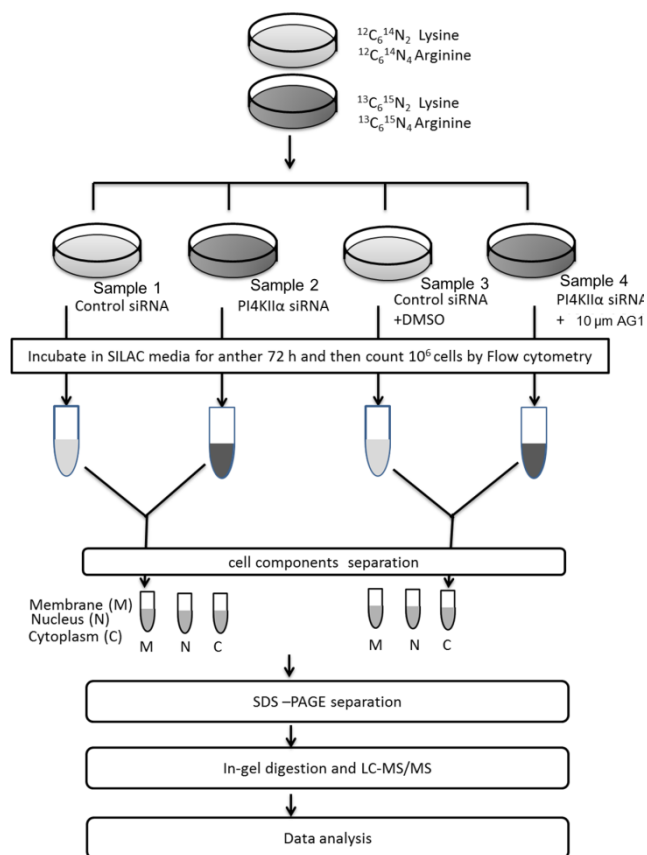 ¹²C₆¹⁴N₂ Lysine
¹²C₆¹⁴N₄ Arginine
¹³C₆¹⁵N₂ Lysine
¹³C₆¹⁵N₄ Arginine
Sample 1
Control siRNA
Sample 2
PI4KIIα siRNA
Sample 3
Control siRNA
+DMSO
Sample 4
PI4KIIα siRNA
+ 10 µm AG1
Incubate in SILAC media for anther 72 h and then count 10⁶ cells by Flow cytometry
cell components separation
Membrane (M)
Nucleus (N)
Cytoplasm (C)
M N C
M N C
SDS –PAGE separation
In-gel digestion and LC-MS/MS
Data analysis